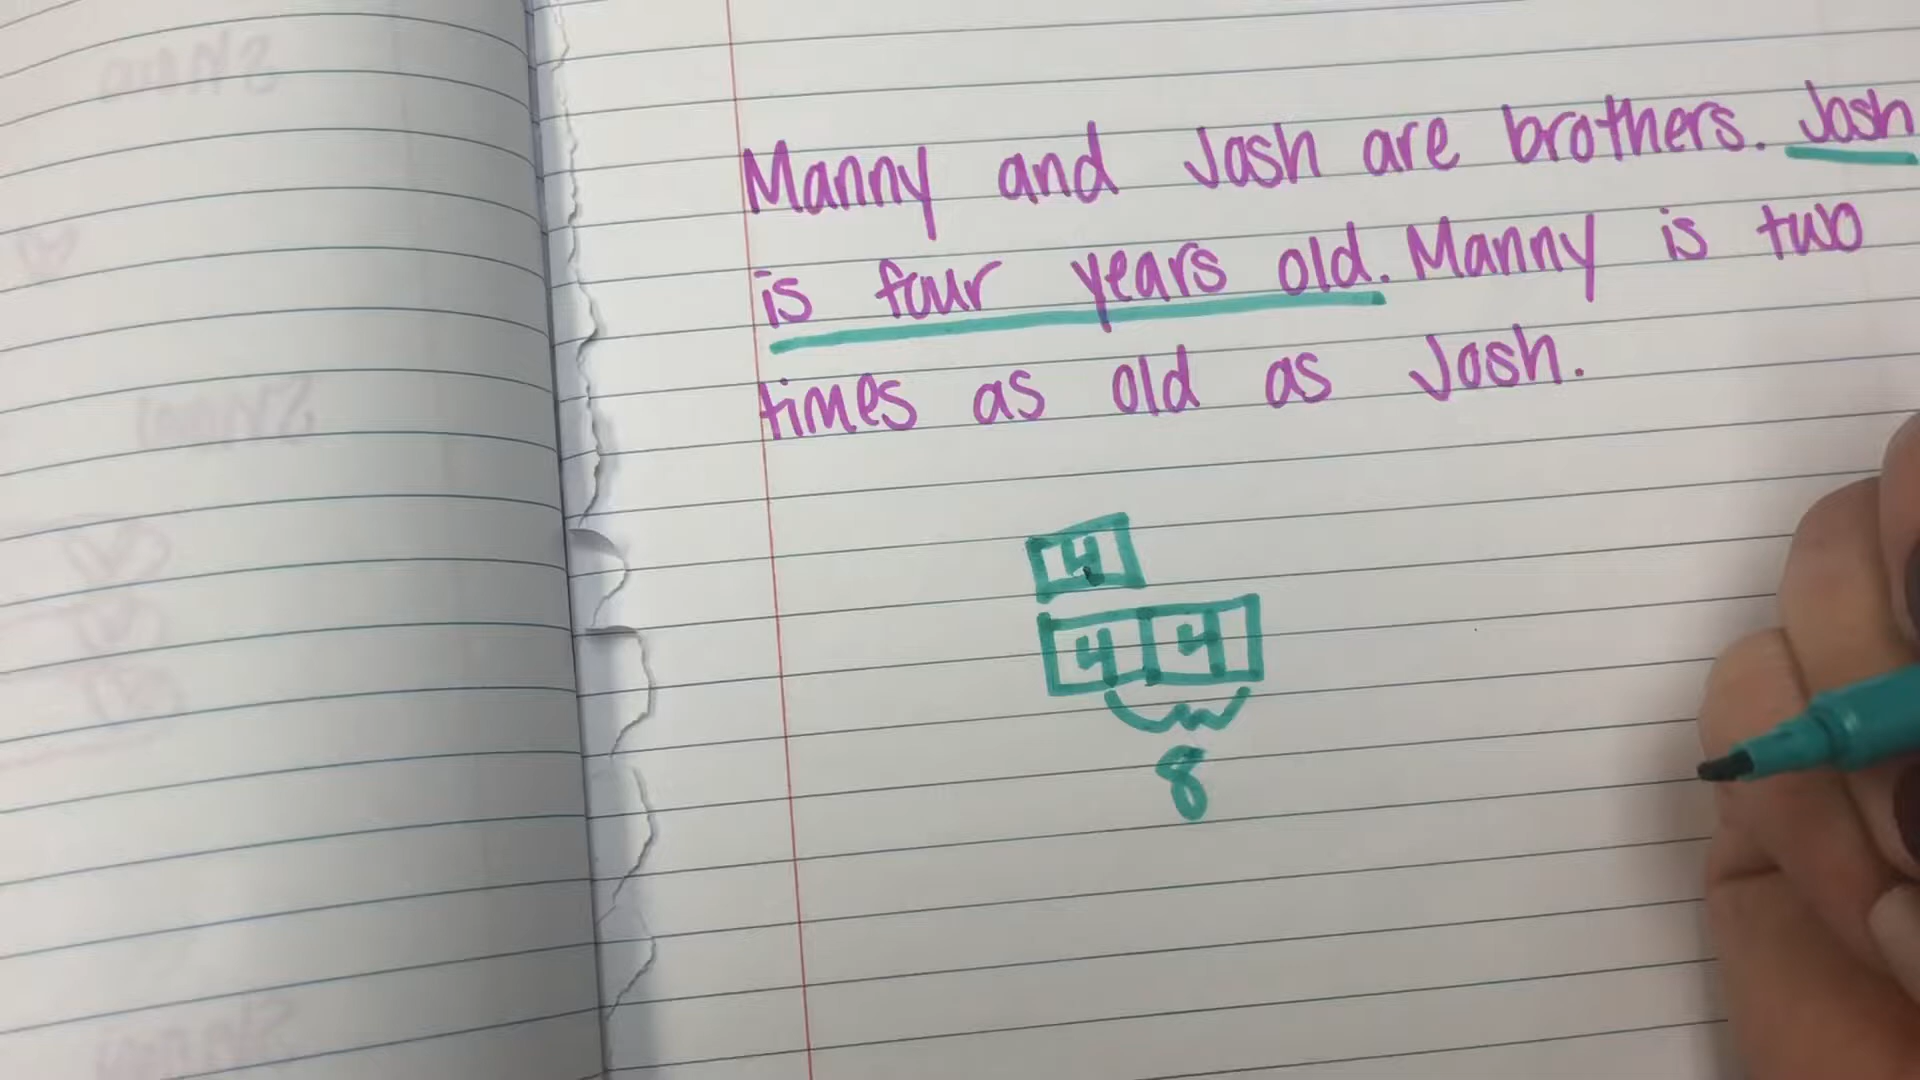 Manny and Josh are brothers. Josh
is four years old. Manny is two
times as old as Josh.
4
4 4
8